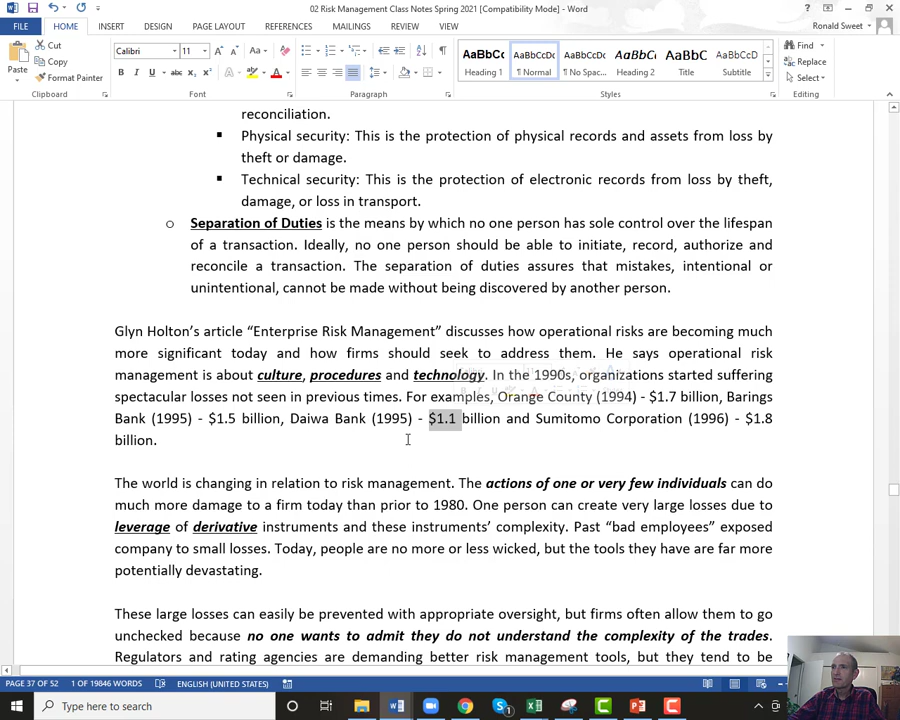 02 Risk Management Class Notes Spring 2021 [Compatibility Mode] - Word
FILE HOME INSERT DESIGN PAGE LAYOUT REFERENCES MAILINGS REVIEW VIEW Ronald Sweet
Cut
Copy
Format Painter
Paste
Clipboard
Calibri 11
Font
Paragraph
AaBbCc AaBbCcDc AaBbCcDc AaBbC AaBbC AaBbCcD
Heading 1 ¶ Normal ¶ No Spac... Heading 2 Title Subtitle
Styles
Find
Replace
Select
Editing
reconciliation.
▪ Physical security: This is the protection of physical records and assets from loss by
theft or damage.
▪ Technical security: This is the protection of electronic records from loss by theft,
damage, or loss in transport.
o Separation of Duties is the means by which no one person has sole control over the lifespan
of a transaction. Ideally, no one person should be able to initiate, record, authorize and
reconcile a transaction. The separation of duties assures that mistakes, intentional or
unintentional, cannot be made without being discovered by another person.
Glyn Holton’s article “Enterprise Risk Management” discusses how operational risks are becoming much
more significant today and how firms should seek to address them. He says operational risk
management is about culture, procedures and technology. In the 1990s, organizations started suffering
spectacular losses not seen in previous times. For examples, Orange County (1994) - $1.7 billion, Barings
Bank (1995) - $1.5 billion, Daiwa Bank (1995) - $1.1 billion and Sumitomo Corporation (1996) - $1.8
billion.
The world is changing in relation to risk management. The actions of one or very few individuals can do
much more damage to a firm today than prior to 1980. One person can create very large losses due to
leverage of derivative instruments and these instruments’ complexity. Past “bad employees” exposed
company to small losses. Today, people are no more or less wicked, but the tools they have are far more
potentially devastating.
These large losses can easily be prevented with appropriate oversight, but firms often allow them to go
unchecked because no one wants to admit they do not understand the complexity of the trades.
Regulators and rating agencies are demanding better risk management tools, but they tend to be
PAGE 37 OF 52 1 OF 19846 WORDS ENGLISH (UNITED STATES)
Type here to search